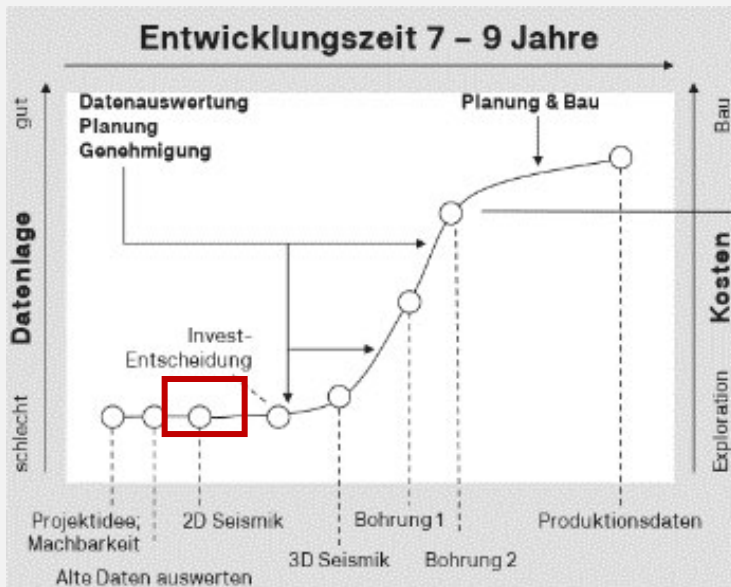 Entwicklungszeit 7 – 9 Jahre
gut
Datenlage
schlecht
Datenauswertung
Planung
Genehmigung
Planung & Bau
Invest-
Entscheidung
Bau
Kosten
Exploration
Projektidee;
Machbarkeit
Alte Daten auswerten
2D Seismik
3D Seismik
Bohrung 1
Bohrung 2
Produktionsdaten